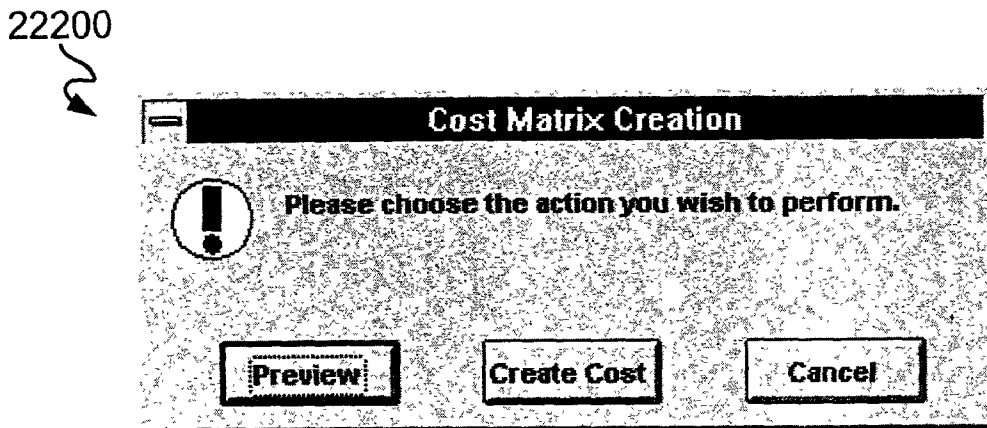 22200
Cost Matrix Creation
Please choose the action you wish to perform.
Preview Create Cost Cancel